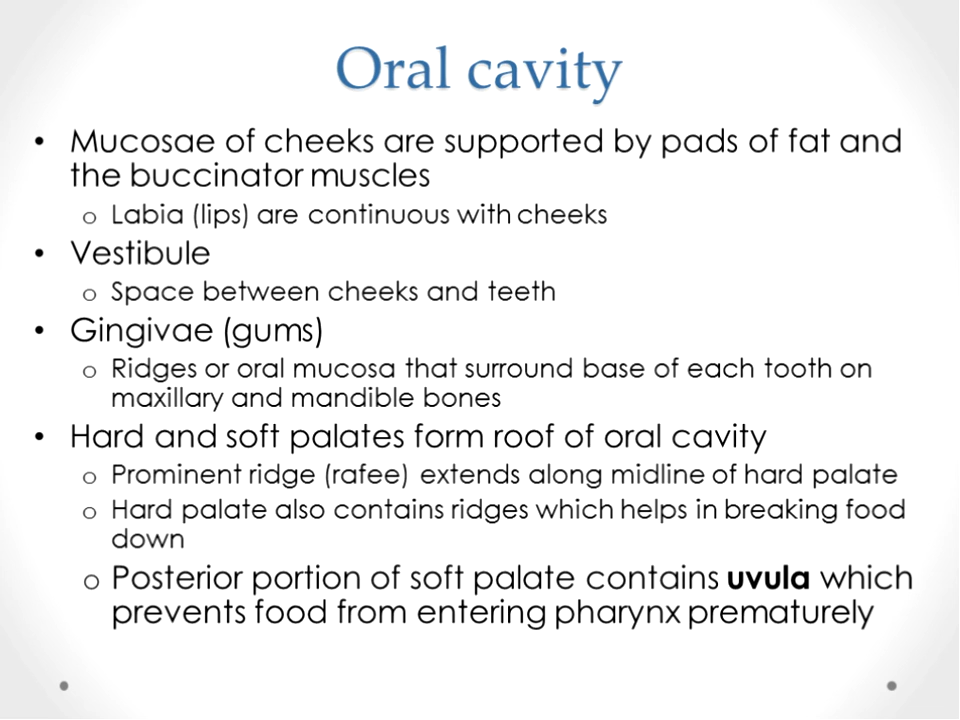 Oral cavity
• Mucosae of cheeks are supported by pads of fat and
the buccinator muscles
o Labia (lips) are continuous with cheeks
• Vestibule
o Space between cheeks and teeth
• Gingivae (gums)
o Ridges or oral mucosa that surround base of each tooth on
maxillary and mandible bones
• Hard and soft palates form roof of oral cavity
o Prominent ridge (rafee) extends along midline of hard palate
o Hard palate also contains ridges which helps in breaking food
down
o Posterior portion of soft palate contains uvula which
prevents food from entering pharynx prematurely